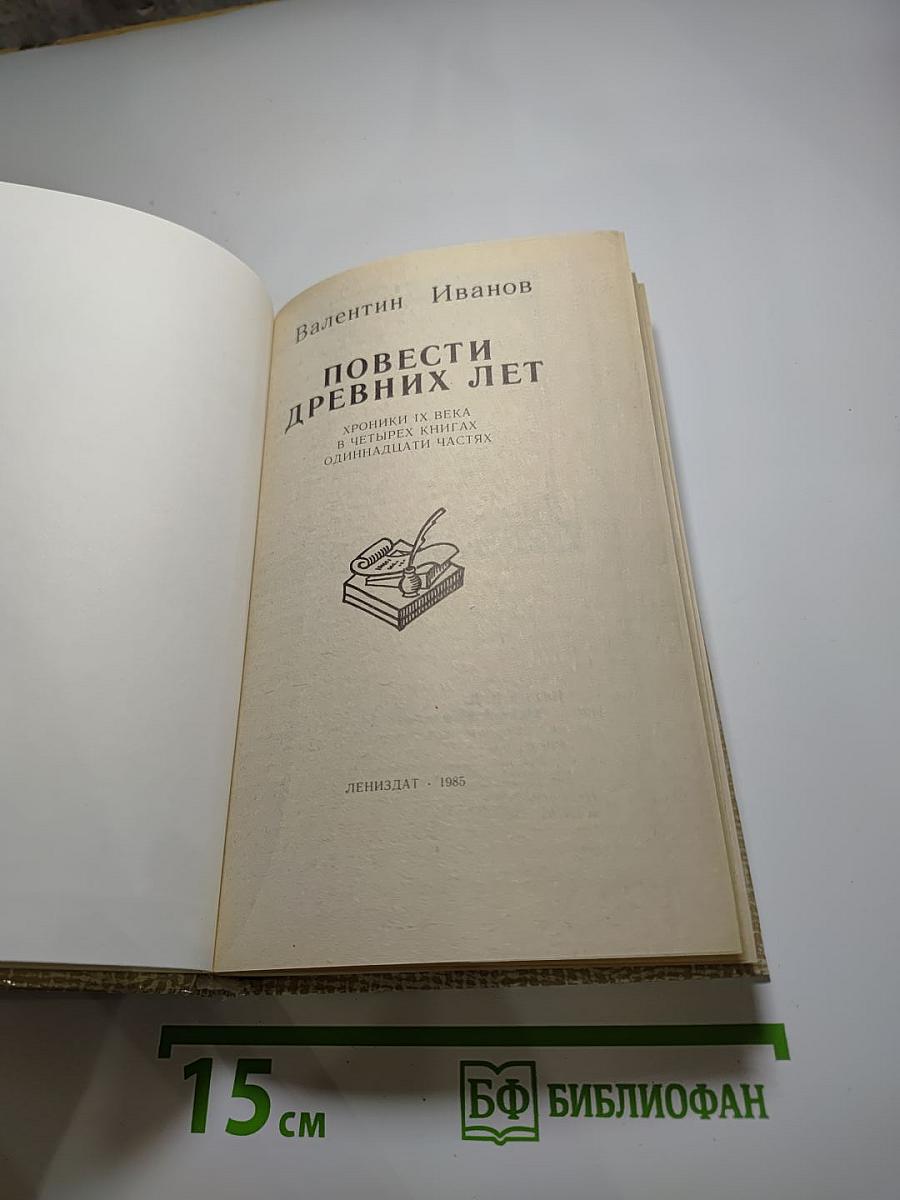 Валентин Иванов
ПОВЕСТИ
ДРЕВНИХ ЛЕТ
ХРОНИКИ IX ВЕКА
В ЧЕТЫРЕХ КНИГАХ
ОДИННАДЦАТИ ЧАСТЯХ
ЛЕНИЗДАТ · 1985
15 см
БФ БИБЛИОФАН